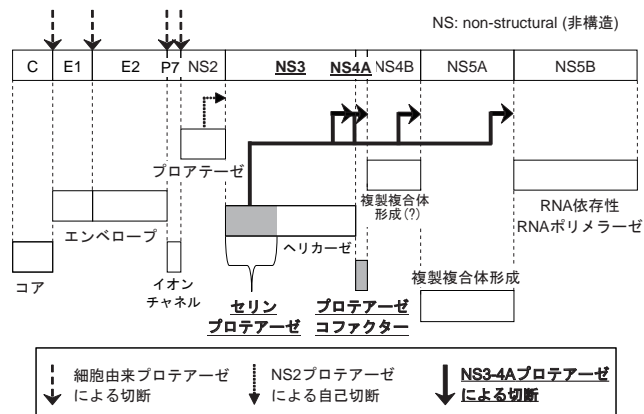 NS: non-structural (非構造)
C E1 E2 P7 NS2 NS3 NS4A NS4B NS5A NS5B
プロアテーゼ
複製複合体
形成(?)
RNA依存性
RNAポリメラーゼ
エンベロープ
ヘリカーゼ
コア
イオン
チャネル
セリン
プロテアーゼ
プロテアーゼ
コファクター
複製複合体形成
細胞由来プロテアーゼ
による切断
NS2プロテアーゼ
による自己切断
NS3-4Aプロテアーゼ
による切断